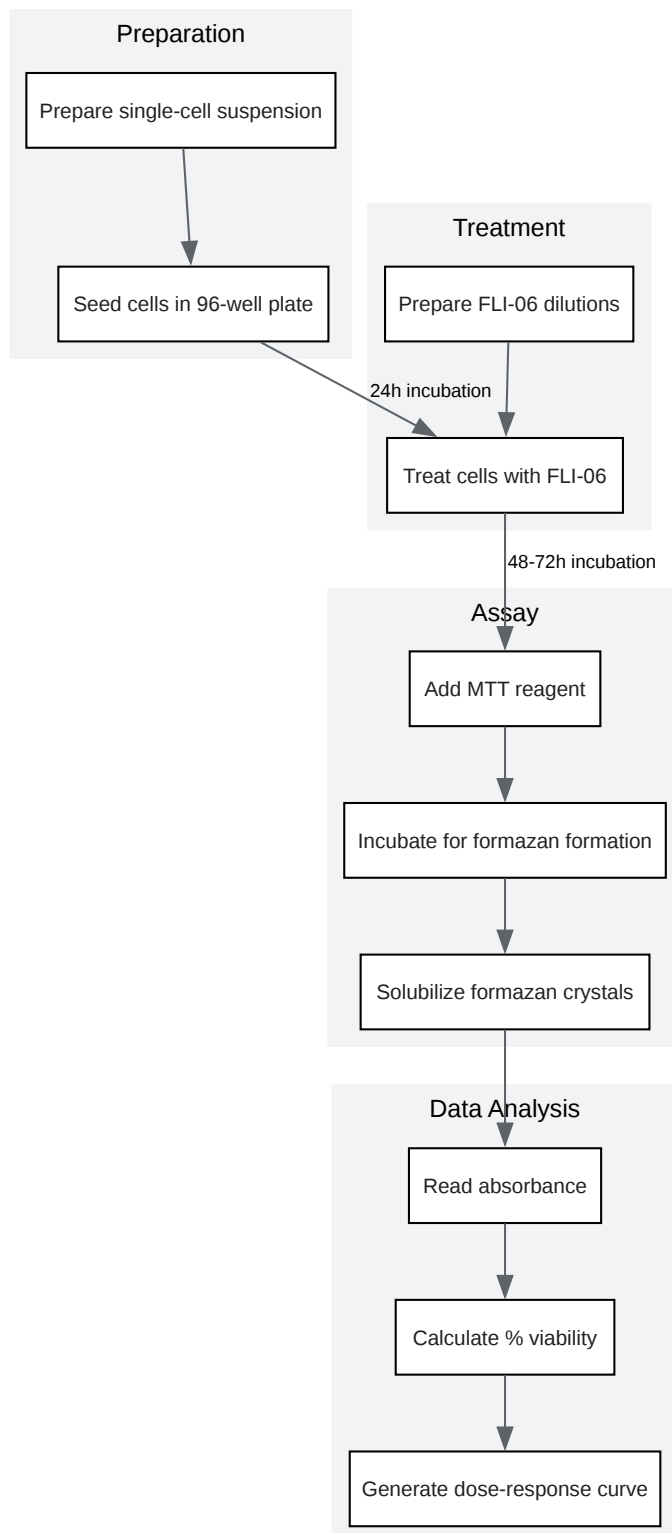 Preparation
Prepare single-cell suspension
Seed cells in 96-well plate
Treatment
Prepare FLI-06 dilutions
24h incubation
Treat cells with FLI-06
48-72h incubation
Assay
Add MTT reagent
Incubate for formazan formation
Solubilize formazan crystals
Data Analysis
Read absorbance
Calculate % viability
Generate dose-response curve